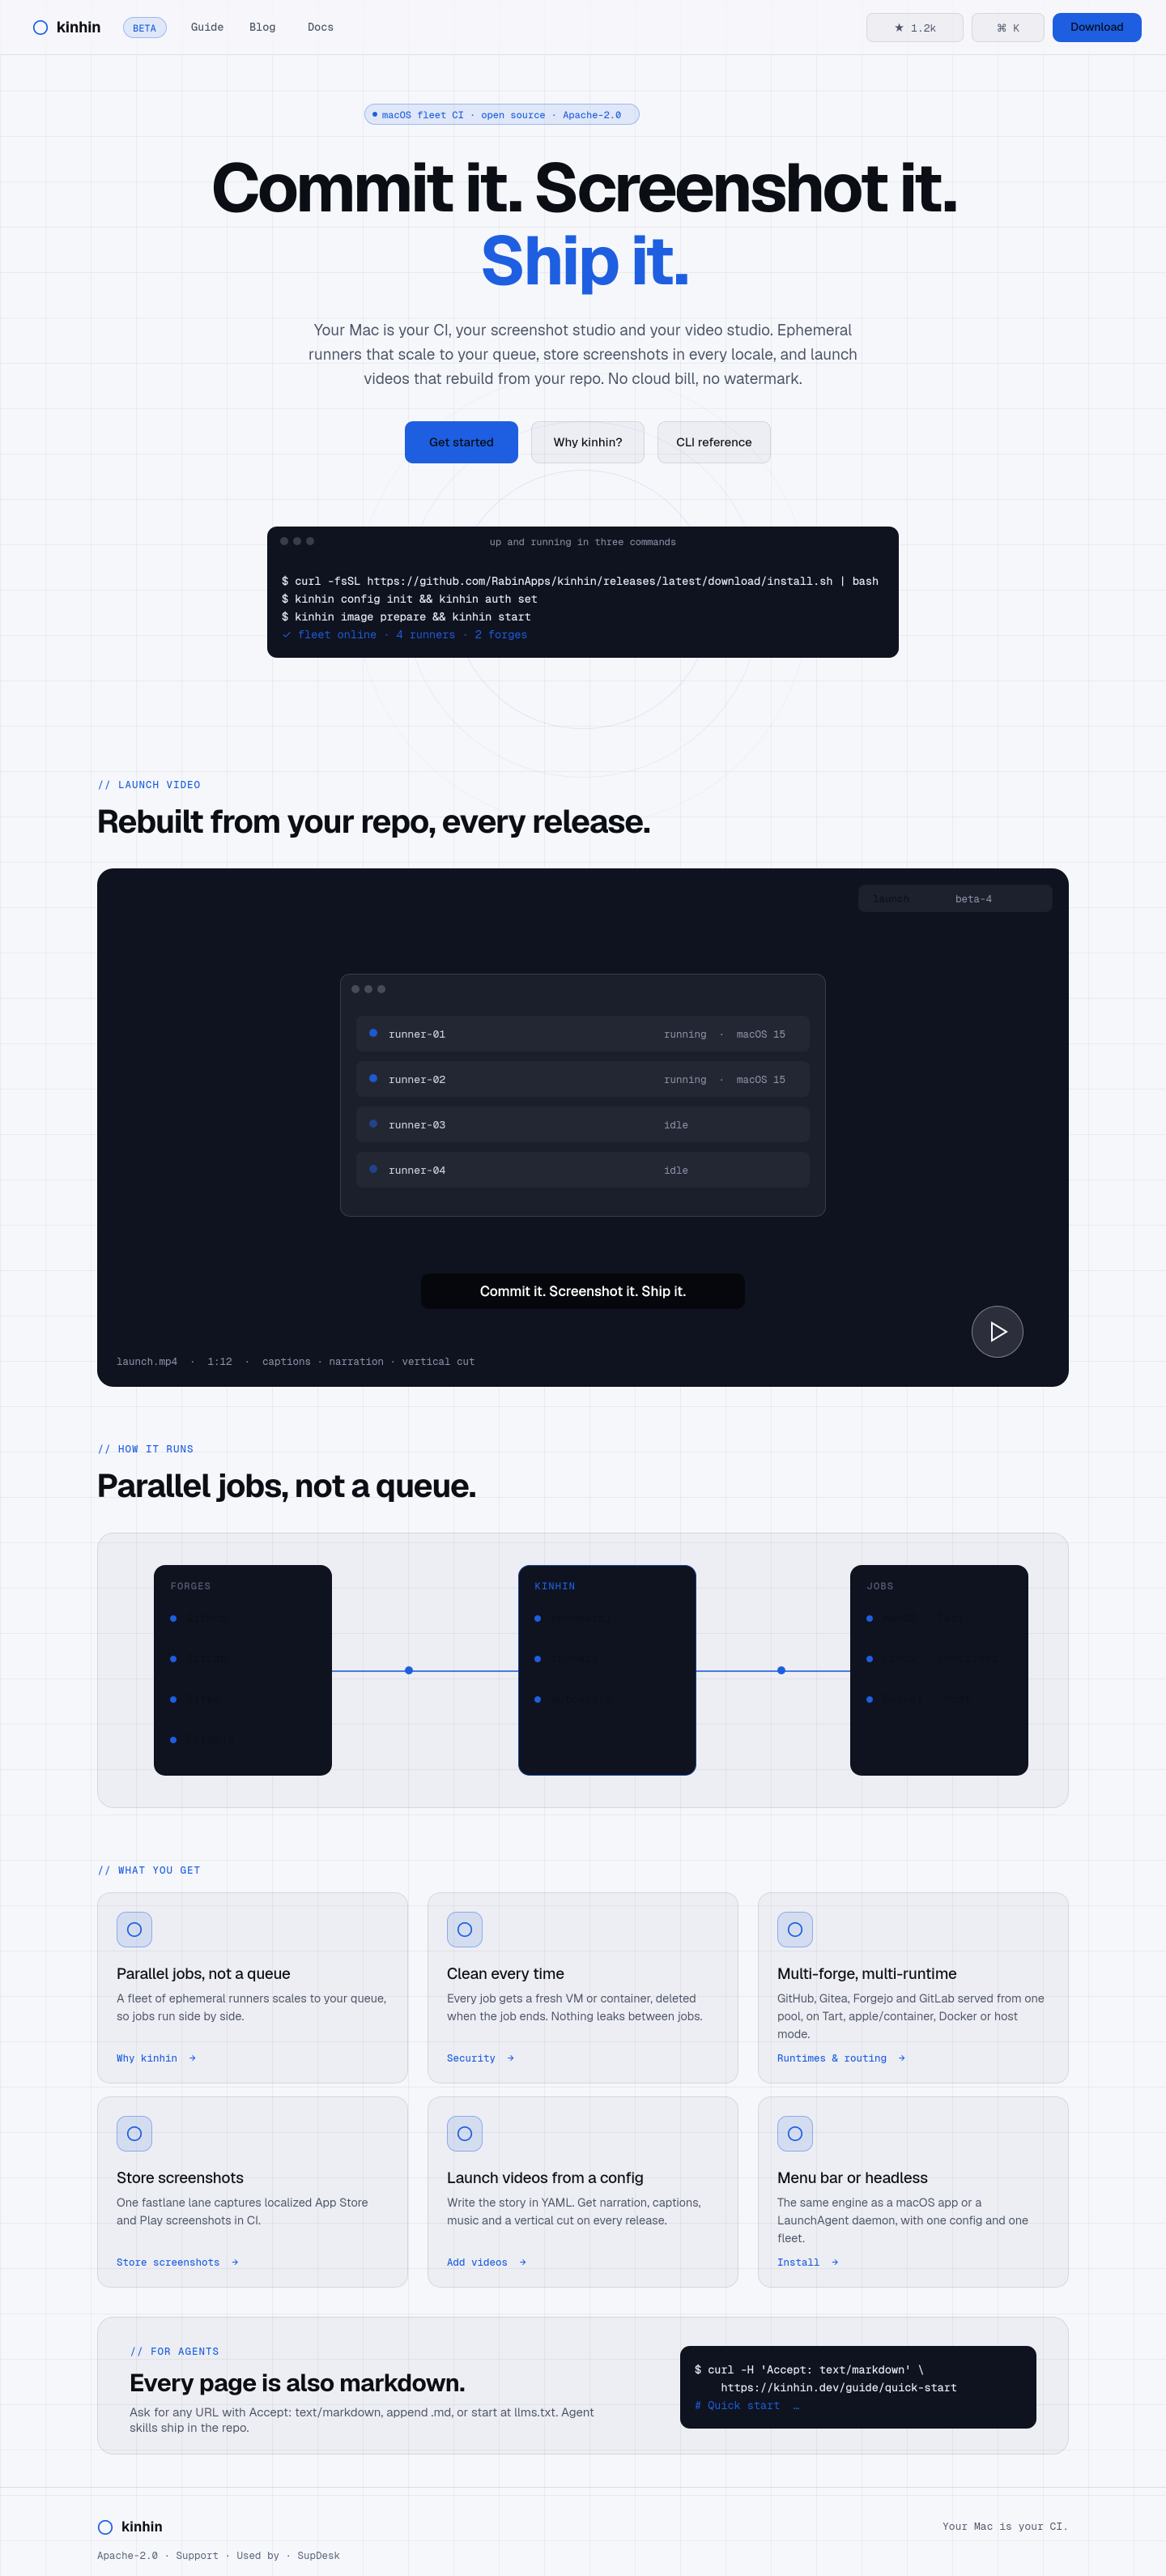 kinhin BETA Guide Blog Docs ★ 1.2k ⌘ K Download
macOS fleet CI · open source · Apache-2.0
Commit it. Screenshot it.
Ship it.
Your Mac is your CI, your screenshot studio and your video studio. Ephemeral
runners that scale to your queue, store screenshots in every locale, and launch
videos that rebuild from your repo. No cloud bill, no watermark.
Get started Why kinhin? CLI reference
up and running in three commands
$ curl -fsSL https://github.com/RabinApps/kinhin/releases/latest/download/install.sh | bash
$ kinhin config init && kinhin auth set
$ kinhin image prepare && kinhin start
✓ fleet online · 4 runners · 2 forges
// LAUNCH VIDEO
Rebuilt from your repo, every release.
launch beta-4
runner-01 running · macOS 15
runner-02 running · macOS 15
runner-03 idle
runner-04 idle
Commit it. Screenshot it. Ship it.
launch.mp4 · 1:12 · captions · narration · vertical cut
// HOW IT RUNS
Parallel jobs, not a queue.
FORGES KINHIN JOBS
// WHAT YOU GET
Parallel jobs, not a queue
A fleet of ephemeral runners scales to your queue,
so jobs run side by side.
Why kinhin →
Clean every time
Every job gets a fresh VM or container, deleted
when the job ends. Nothing leaks between jobs.
Security →
Multi-forge, multi-runtime
GitHub, Gitea, Forgejo and GitLab served from one
pool, on Tart, apple/container, Docker or host
mode.
Runtimes & routing →
Store screenshots
One fastlane lane captures localized App Store
and Play screenshots in CI.
Store screenshots →
Launch videos from a config
Write the story in YAML. Get narration, captions,
music and a vertical cut on every release.
Add videos →
Menu bar or headless
The same engine as a macOS app or a
LaunchAgent daemon, with one config and one
fleet.
Install →
// FOR AGENTS
Every page is also markdown.
Ask for any URL with Accept: text/markdown, append .md, or start at llms.txt. Agent
skills ship in the repo.
$ curl -H 'Accept: text/markdown' \
https://kinhin.dev/guide/quick-start
# Quick start …
kinhin
Your Mac is your CI.
Apache-2.0 · Support · Used by · SupDesk